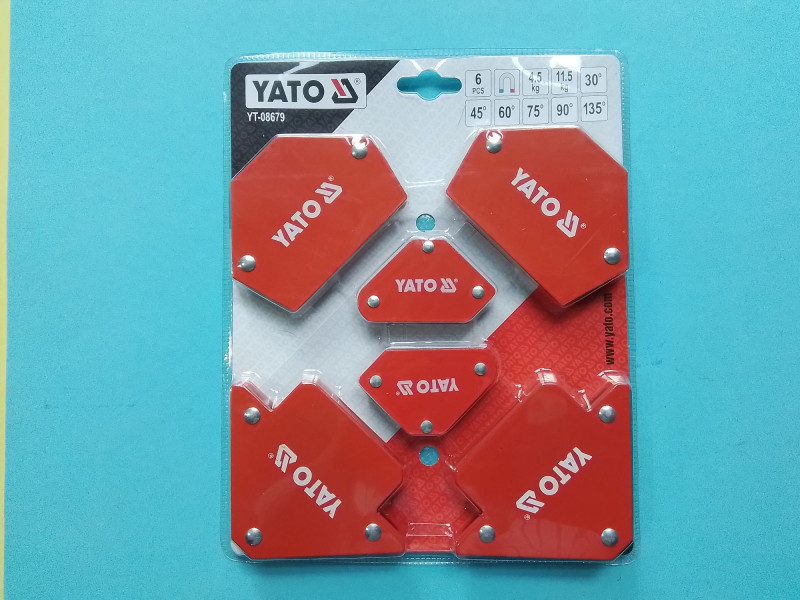 YATO ®
YT-08679
6 PCS
4.5 kg
11.5 kg
30°
45°
60°
75°
90°
135°
YATO ®
YATO ®
YATO ®
YATO ®
YATO ®
YATO ®
www.yato.com